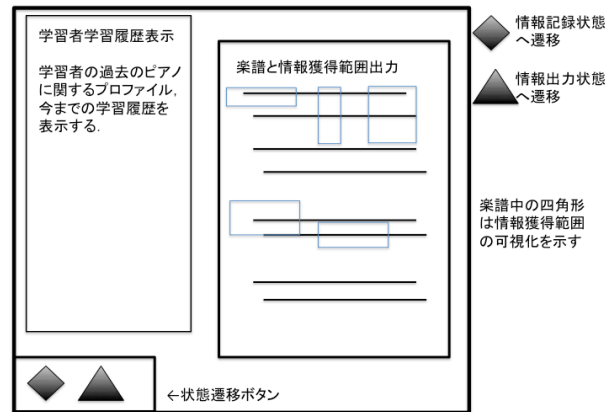 学習者学習履歴表示
学習者の過去のピアノ
に関するプロファイル,
今までの学習履歴を
表示する.
楽譜と情報獲得範囲出力
←状態遷移ボタン
情報記録状態
へ遷移
情報出力状態
へ遷移
楽譜中の四角形
は情報獲得範囲
の可視化を示す